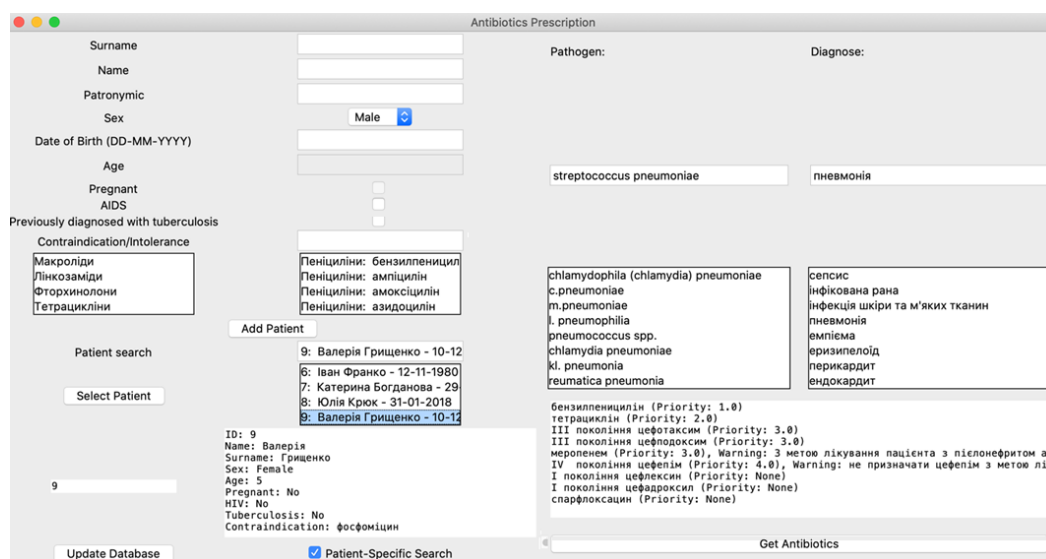 Antibiotics Prescription
Surname
Name
Patronymic
Sex
Male
Date of Birth (DD-MM-YYYY)
Age
Pregnant
AIDS
Previously diagnosed with tuberculosis
Contraindication/Intolerance
Макроліди
Лінкозаміди
Фторхинолони
Тетрацикліни
Пеніциліни: бензилпеницил
Пеніциліни: ампіцилін
Пеніциліни: амоксіцилін
Пеніциліни: азидоцилін
Add Patient
Patient search
9: Валерія Грищенко - 10-12
6: Іван Франко - 12-11-1980
7: Катерина Богданова - 29-
8: Юлія Крюк - 31-01-2018
9: Валерія Грищенко - 10-12
Select Patient
ID: 9
Name: Валерія
Surname: Грищенко
Sex: Female
Age: 5
Pregnant: No
HIV: No
Tuberculosis: No
Contraindication: фосфоміцин
9
Update Database
Patient-Specific Search
Pathogen:
Diagnose:
streptococcus pneumoniae
пневмонія
chlamydophila (chlamydia) pneumoniae
c.pneumoniae
m.pneumoniae
l. pneumophilia
pneumococcus spp.
chlamydia pneumoniae
kl. pneumonia
reumatica pneumonia
сепсис
інфікована рана
інфекція шкіри та м'яких тканин
пневмонія
емпієма
еризипелоїд
перикардит
ендокардит
бензилпеницилін (Priority: 1.0)
тетрациклін (Priority: 2.0)
III покоління цефотаксим (Priority: 3.0)
III покоління цефподоксим (Priority: 3.0)
меропенем (Priority: 3.0), Warning: З метою лікування пацієнта з пієлонефритом а
IV покоління цефепім (Priority: 4.0), Warning: не призначати цефепім з метою лі
I покоління цефлексин (Priority: None)
I покоління цефадроксил (Priority: None)
спарфлоксацин (Priority: None)
Get Antibiotics